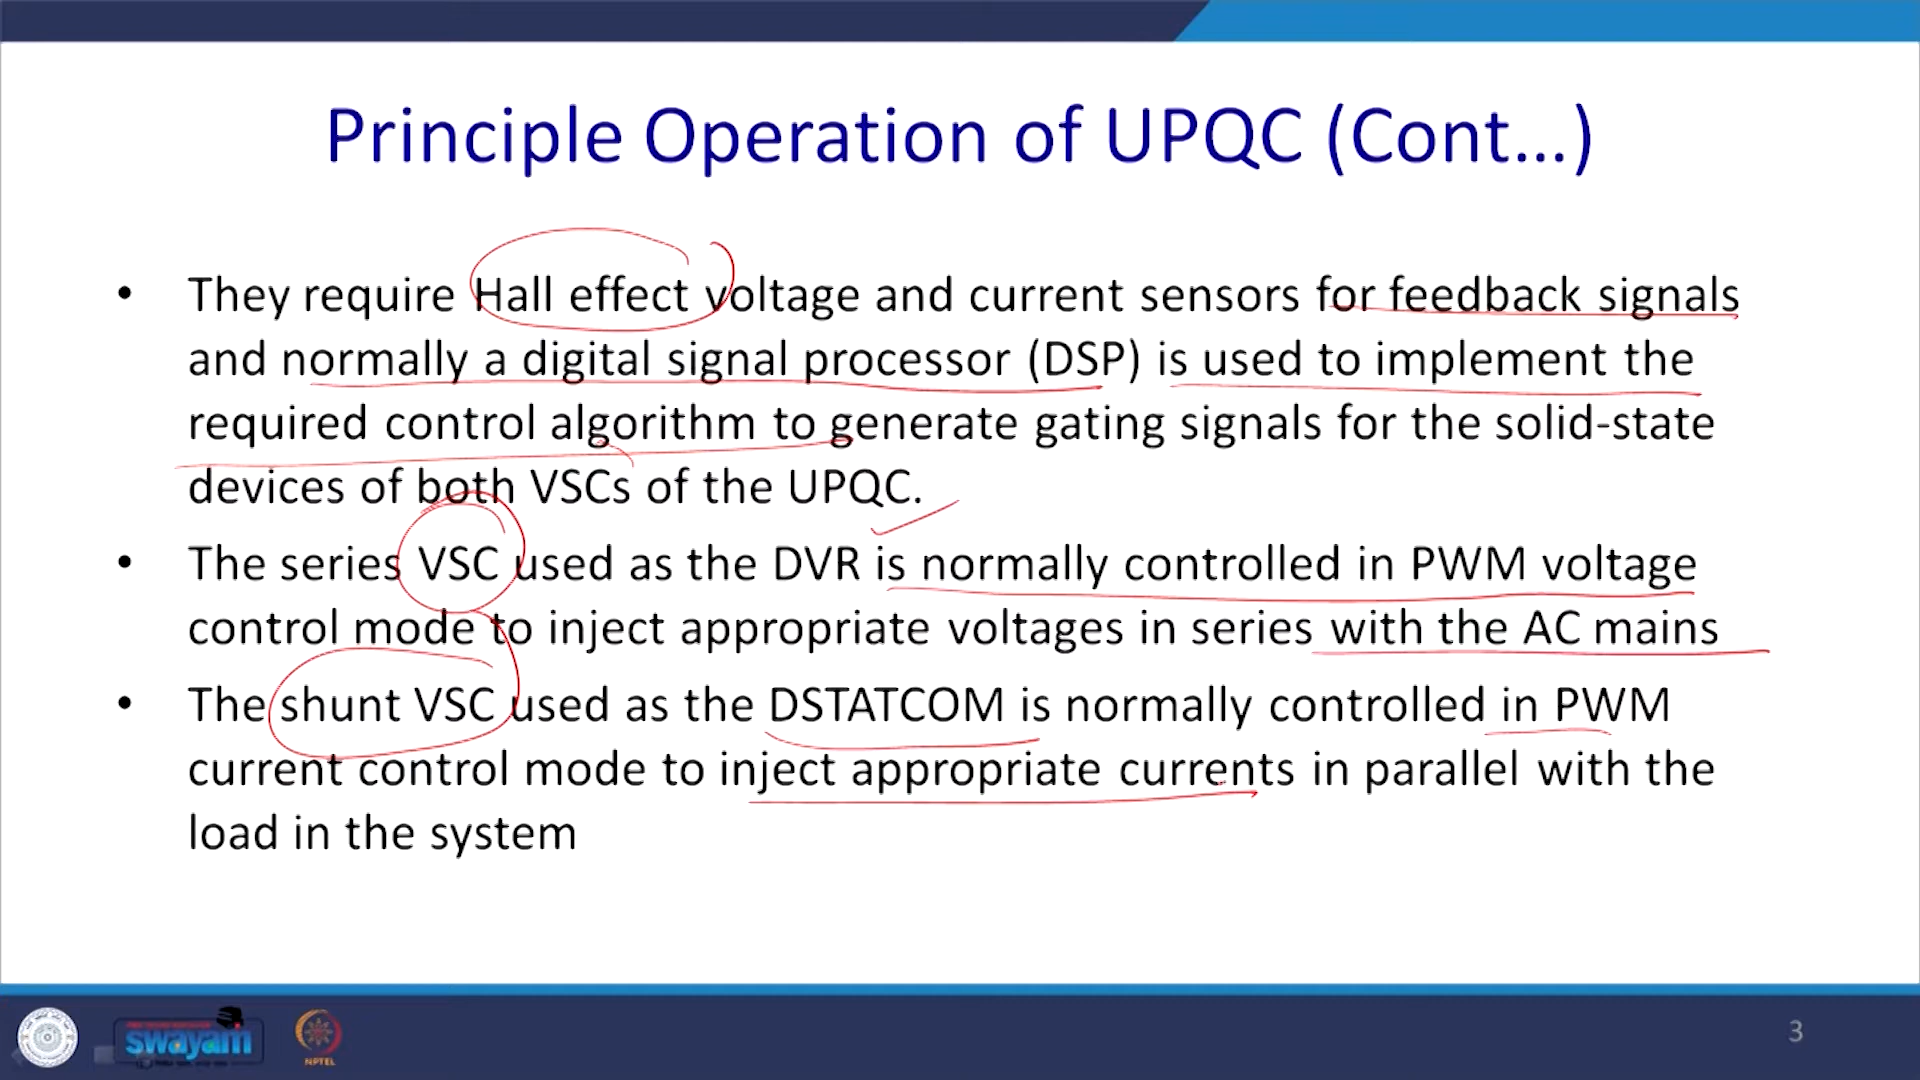 Principle Operation of UPQC (Cont...)
• They require Hall effect voltage and current sensors for feedback signals
and normally a digital signal processor (DSP) is used to implement the
required control algorithm to generate gating signals for the solid-state
devices of both VSCs of the UPQC.
• The series VSC used as the DVR is normally controlled in PWM voltage
control mode to inject appropriate voltages in series with the AC mains
• The shunt VSC used as the DSTATCOM is normally controlled in PWM
current control mode to inject appropriate currents in parallel with the
load in the system
swayam
NPTEL
3